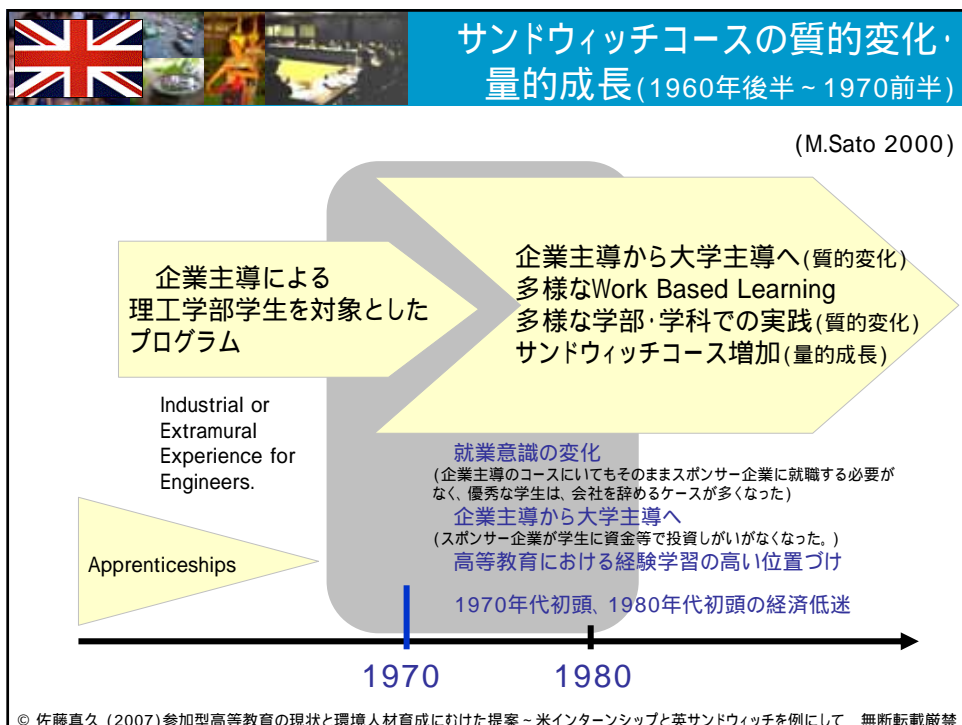 サンドウィッチコースの質的変化・
量的成長(1960年後半~1970前半)
(M.Sato 2000)
企業主導による
理工学部学生を対象とした
プログラム
企業主導から大学主導へ(質的変化)
多様なWork Based Learning
多様な学部・学科での実践(質的変化)
サンドウィッチコース増加(量的成長)
Industrial or
Extramural
Experience for
Engineers.
Apprenticeships
就業意識の変化
(企業主導のコースにいてもそのままスポンサー企業に就職する必要が
なく、優秀な学生は、会社を辞めるケースが多くなった)
企業主導から大学主導へ
(スポンサー企業が学生に資金等で投資しがいがなくなった。)
高等教育における経験学習の高い位置づけ
1970年代初頭、1980年代初頭の経済低迷
1970
1980
© 佐藤真久 (2007)参加型高等教育の現状と環境人材育成にむけた提案~米インターンシップと英サンドウィッチを例にして 無断転載厳禁